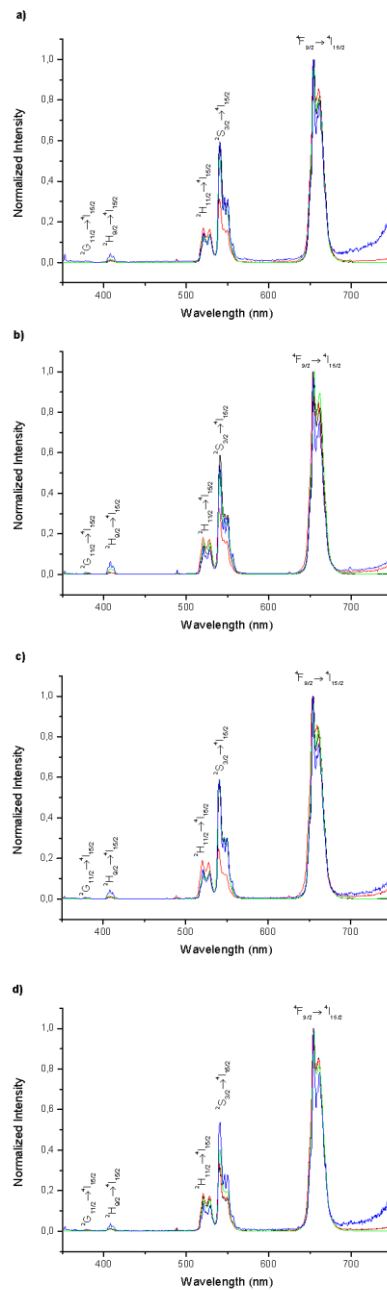 a)
⁴F₉/₂ → ⁴I₁₅/₂
²S₃/₂ → ⁴I₁₅/₂
²H₁₁/₂ → ⁴I₁₅/₂
²H₉/₂ → ⁴I₁₅/₂
²G₁₁/₂ → ⁴I₁₅/₂
1,0
0,8
0,6
0,4
0,2
0,0
Normalized Intensity
400 500 600 700
Wavelength (nm)
b)
⁴F₉/₂ → ⁴I₁₅/₂
²S₃/₂ → ⁴I₁₅/₂
²H₁₁/₂ → ⁴I₁₅/₂
²H₉/₂ → ⁴I₁₅/₂
²G₁₁/₂ → ⁴I₁₅/₂
1,0
0,8
0,6
0,4
0,2
0,0
Normalized Intensity
400 500 600 700
Wavelength (nm)
c)
⁴F₉/₂ → ⁴I₁₅/₂
²S₃/₂ → ⁴I₁₅/₂
²H₁₁/₂ → ⁴I₁₅/₂
²H₉/₂ → ⁴I₁₅/₂
²G₁₁/₂ → ⁴I₁₅/₂
1,0
0,8
0,6
0,4
0,2
0,0
Normalized Intensity
400 500 600 700
Wavelength (nm)
d)
⁴F₉/₂ → ⁴I₁₅/₂
²S₃/₂ → ⁴I₁₅/₂
²H₁₁/₂ → ⁴I₁₅/₂
²H₉/₂ → ⁴I₁₅/₂
²G₁₁/₂ → ⁴I₁₅/₂
1,0
0,8
0,6
0,4
0,2
0,0
Normalized Intensity
400 500 600 700
Wavelength (nm)